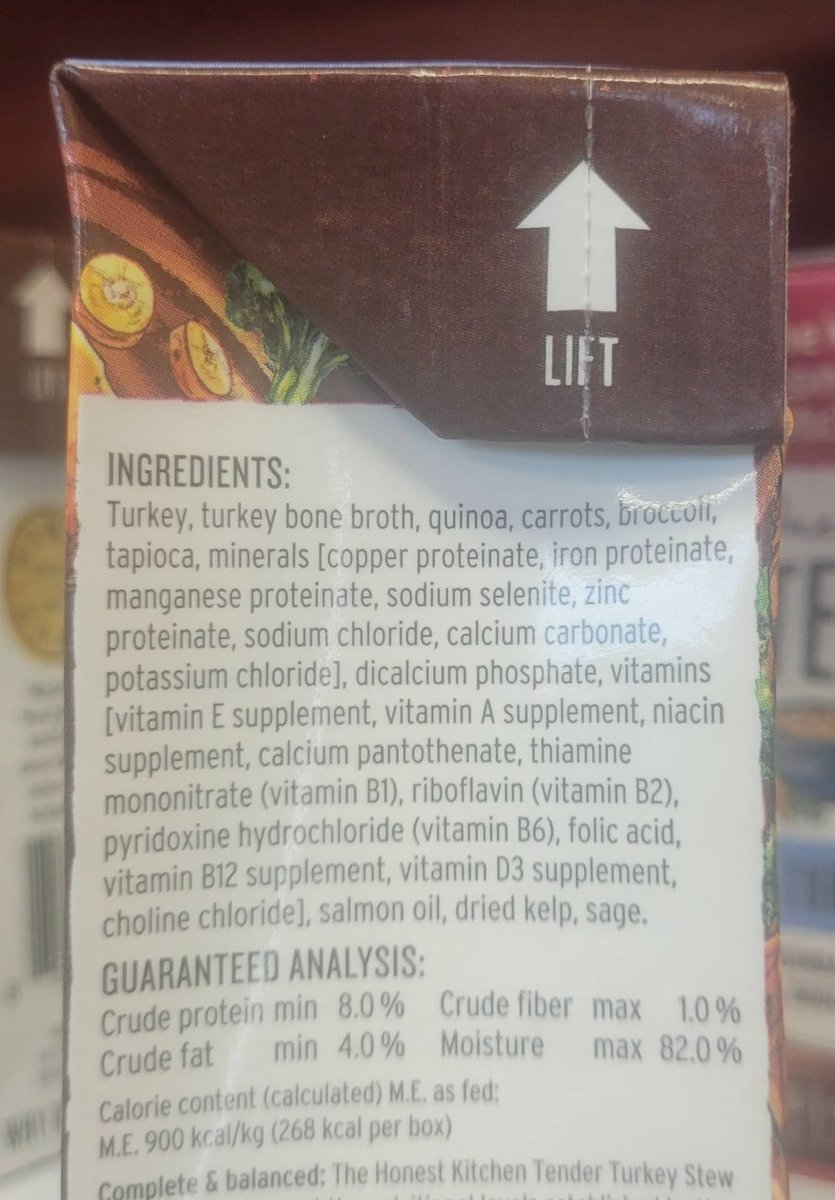 LIFT
INGREDIENTS:
Turkey, turkey bone broth, quinoa, carrots, broccoli,
tapioca, minerals [copper proteinate, iron proteinate,
manganese proteinate, sodium selenite, zinc
proteinate, sodium chloride, calcium carbonate,
potassium chloride], dicalcium phosphate, vitamins
[vitamin E supplement, vitamin A supplement, niacin
supplement, calcium pantothenate, thiamine
mononitrate (vitamin B1), riboflavin (vitamin B2),
pyridoxine hydrochloride (vitamin B6), folic acid,
vitamin B12 supplement, vitamin D3 supplement,
choline chloride], salmon oil, dried kelp, sage.
GUARANTEED ANALYSIS:
Crude protein min 8.0% Crude fiber max 1.0%
Crude fat min 4.0% Moisture max 82.0%
Calorie content (calculated) M.E. as fed:
M.E. 900 kcal/kg (268 kcal per box)
Complete & balanced: The Honest Kitchen Tender Turkey Stew